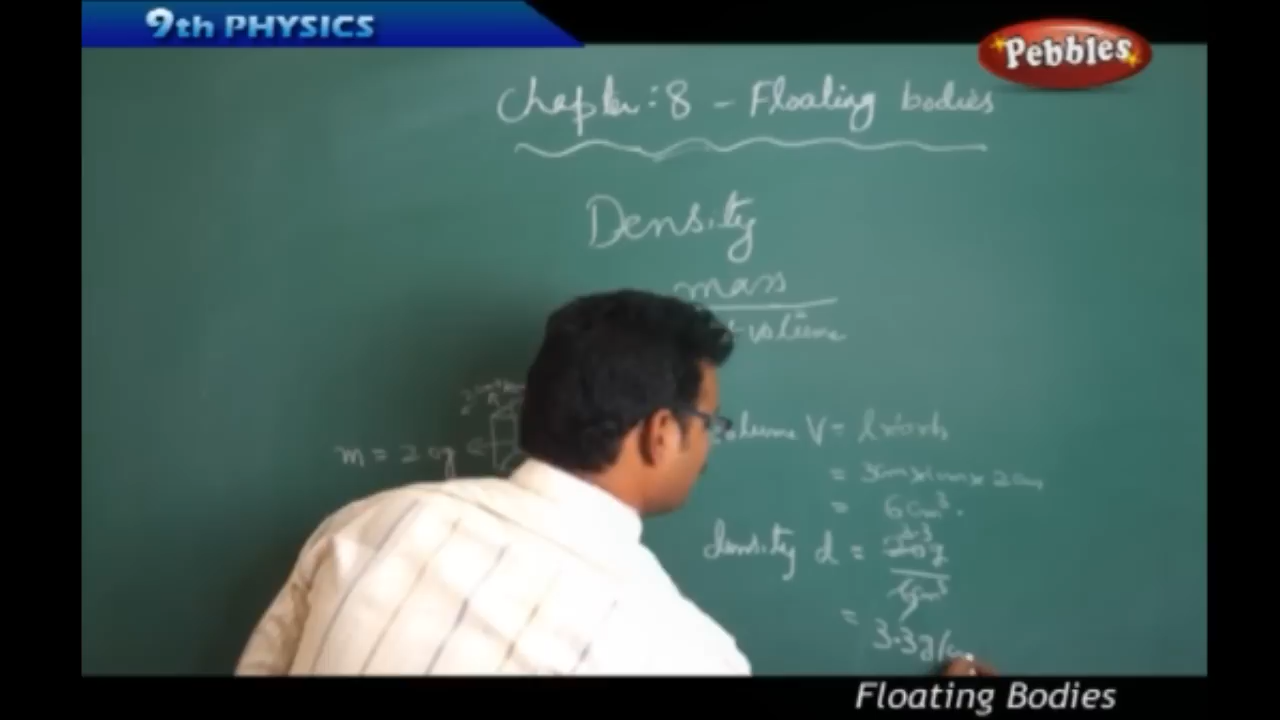 9th PHYSICS
Pebbles
Chapter: 8 - Floating bodies
Density
mass
volume
m = 20g
volume V = l×b×h
= 3cm×1cm×2cm
= 6cm³.
density d = 20g
6cm³
= 3.3g/cm
Floating Bodies